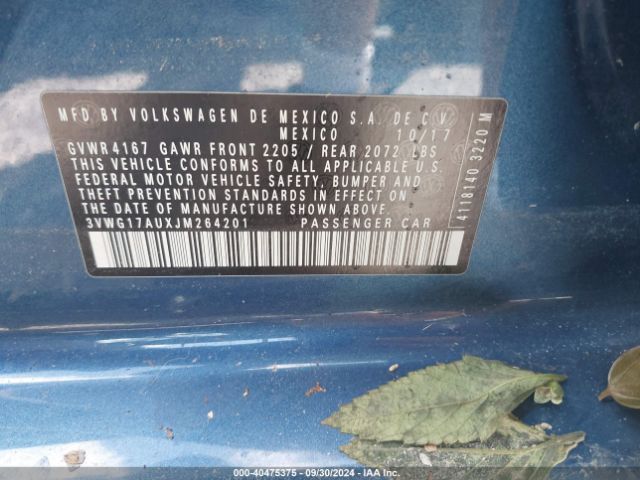 MFD BY VOLKSWAGEN DE MEXICO S.A. DE C.V.
MEXICO 10/17
GVWR 4167 GAWR FRONT 2205 / REAR 2072 LBS
THIS VEHICLE CONFORMS TO ALL APPLICABLE U.S.
FEDERAL MOTOR VEHICLE SAFETY, BUMPER AND
THEFT PREVENTION STANDARDS IN EFFECT ON
THE DATE OF MANUFACTURE SHOWN ABOVE
3VWG17AUXJM264201 PASSENGER CAR
4118140 3220 M
00-40475375 - 09/30/2024 - IAA Inc.